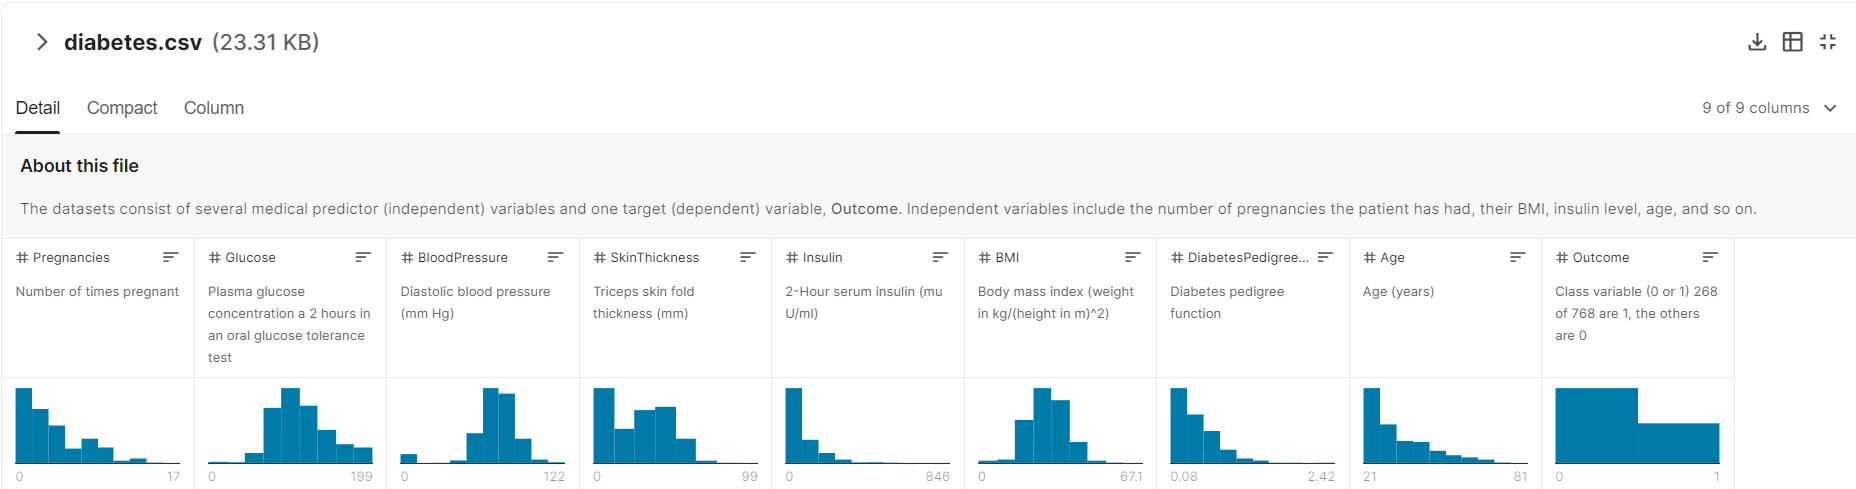 diabetes.csv (23.31 KB)
Detail Compact Column
9 of 9 columns
About this file
The datasets consist of several medical predictor (independent) variables and one target (dependent) variable, Outcome. Independent variables include the number of pregnancies the patient has had, their BMI, insulin level, age, and so on.
# Pregnancies
Number of times pregnant
0 17
# Glucose
Plasma glucose
concentration a 2 hours in
an oral glucose tolerance
test
0 199
# BloodPressure
Diastolic blood pressure
(mm Hg)
0 122
# SkinThickness
Triceps skin fold
thickness (mm)
0 99
# Insulin
2-Hour serum insulin (mu
U/ml)
0 846
# BMI
Body mass index (weight
in kg/(height in m)^2)
0 67.1
# DiabetesPedigree...
Diabetes pedigree
function
0.08 2.42
# Age
Age (years)
21 81
# Outcome
Class variable (0 or 1) 268
of 768 are 1, the others
are 0
0 1